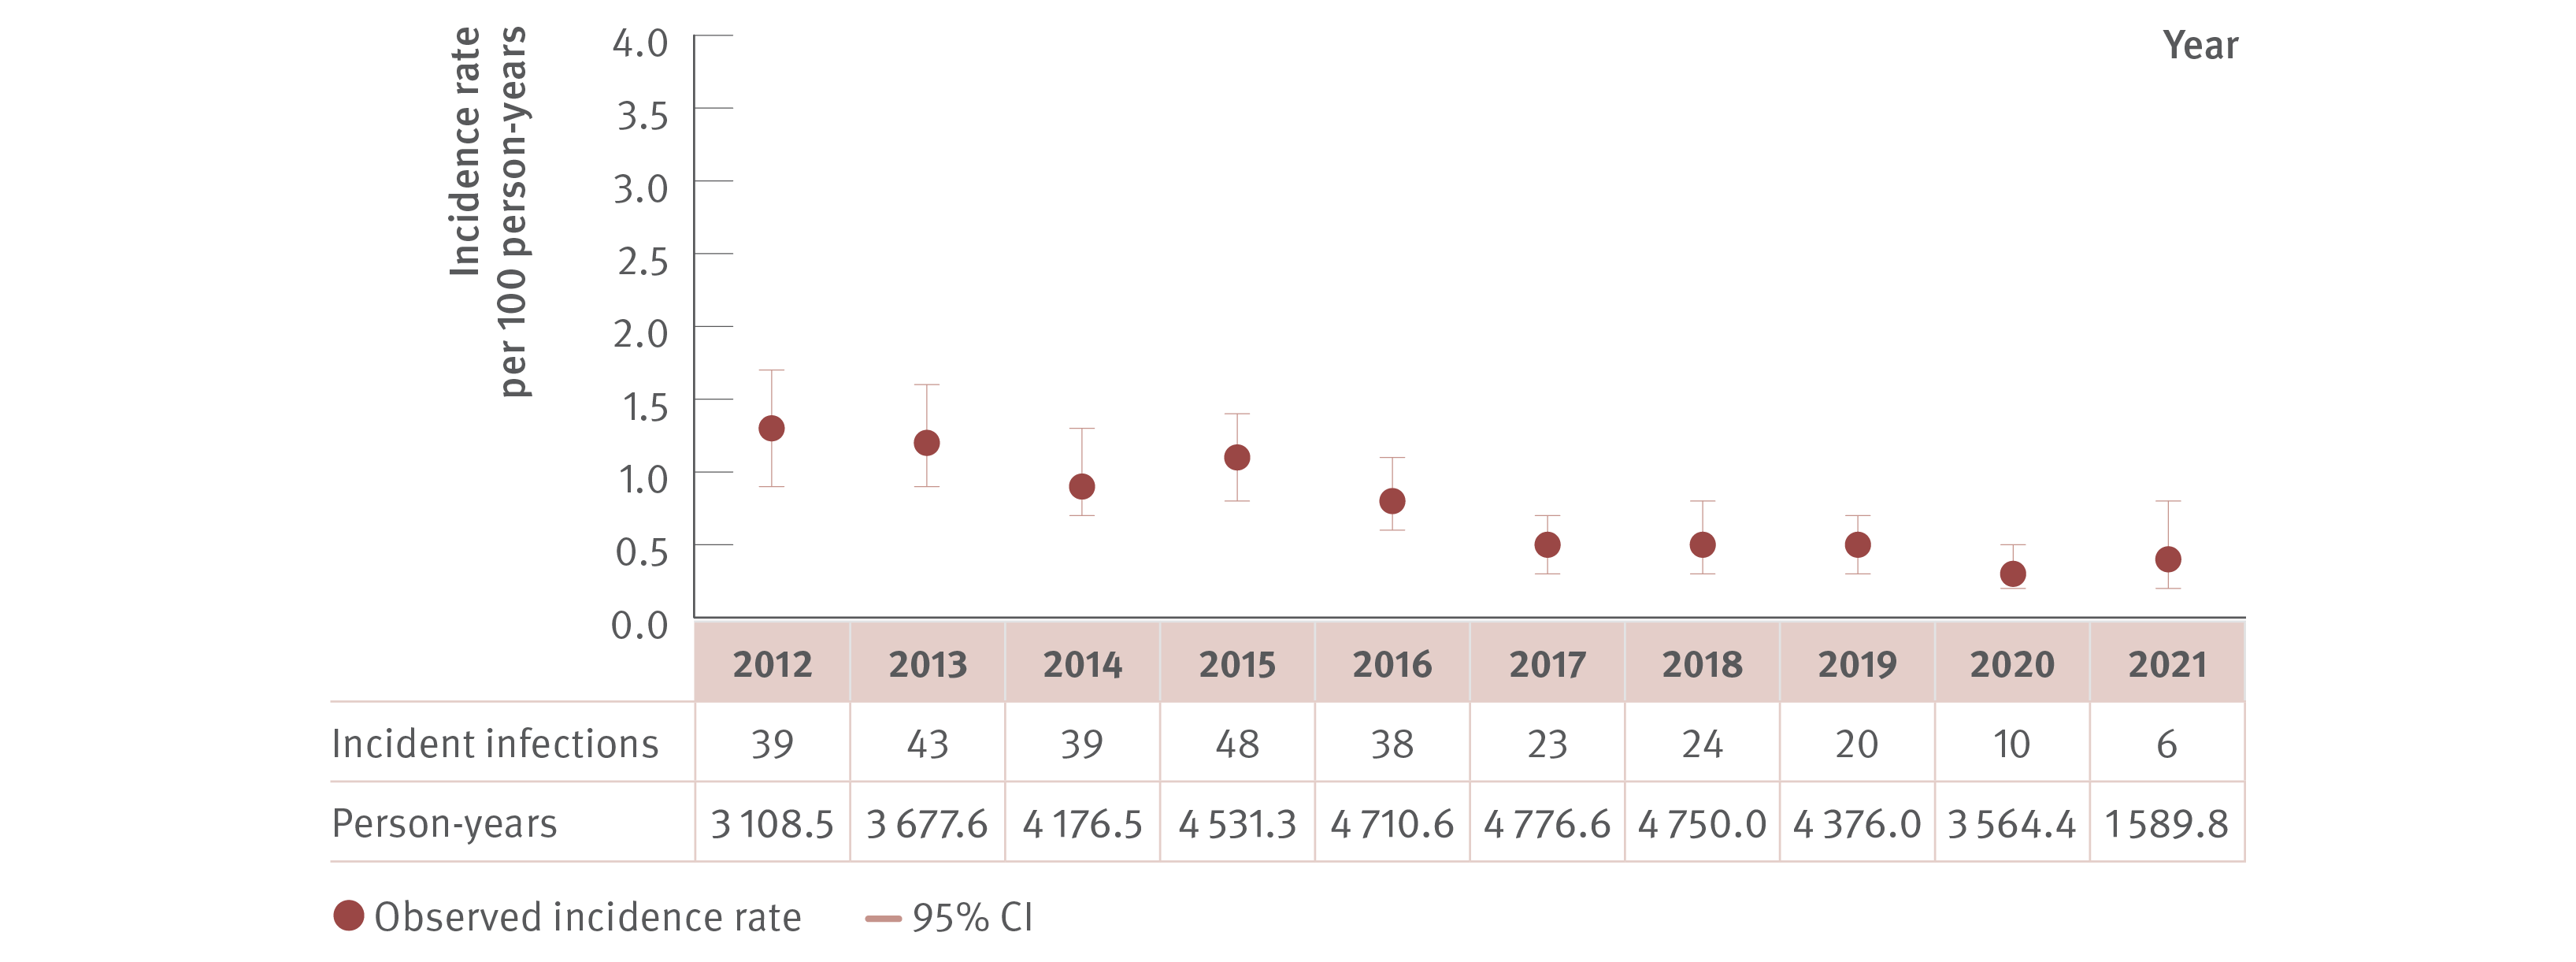 Incidence rate
per 100 person-years
4.0
3.5
3.0
2.5
2.0
1.5
1.0
0.5
0.0
Year
2012 2013 2014 2015 2016 2017 2018 2019 2020 2021
Incident infections 39 43 39 48 38 23 24 20 10 6
Person-years 3 108.5 3 677.6 4 176.5 4 531.3 4 710.6 4 776.6 4 750.0 4 376.0 3 564.4 1 589.8
Observed incidence rate 95% CI